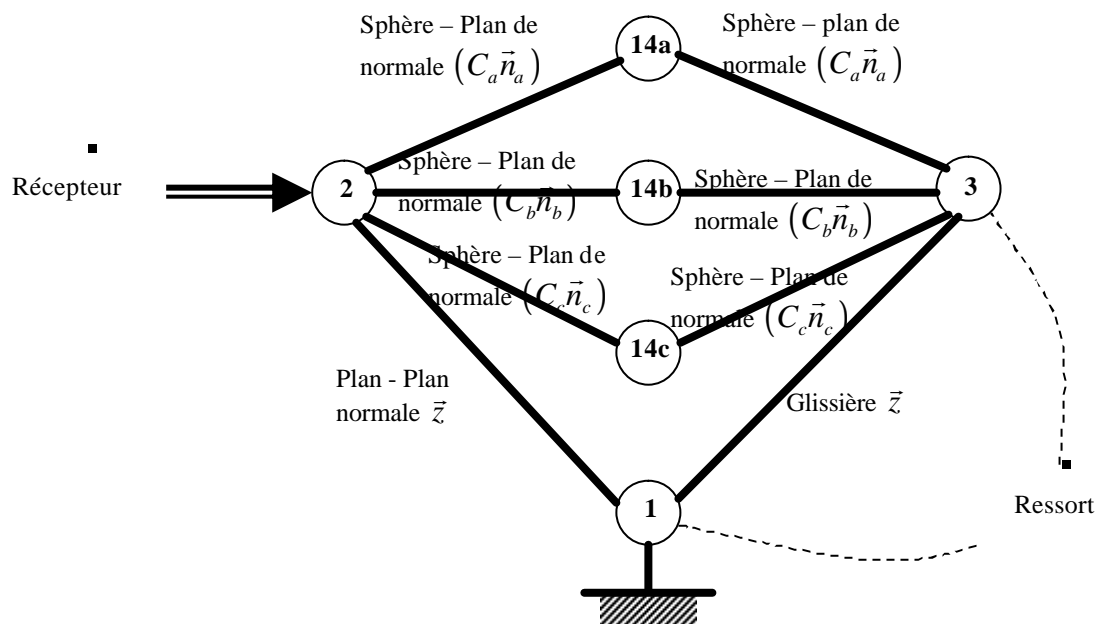 Sphère – Plan de
normale (C_a n⃗_a)
14a
Sphère – plan de
normale (C_a n⃗_a)
Récepteur
2
Sphère – Plan de
normale (C_b n⃗_b)
14b
Sphère – Plan de
normale (C_b n⃗_b)
3
Sphère – Plan de
normale (C_c n⃗_c)
14c
Sphère – Plan de
normale (C_c n⃗_c)
Plan - Plan
normale z⃗
Glissière z⃗
1
Ressort